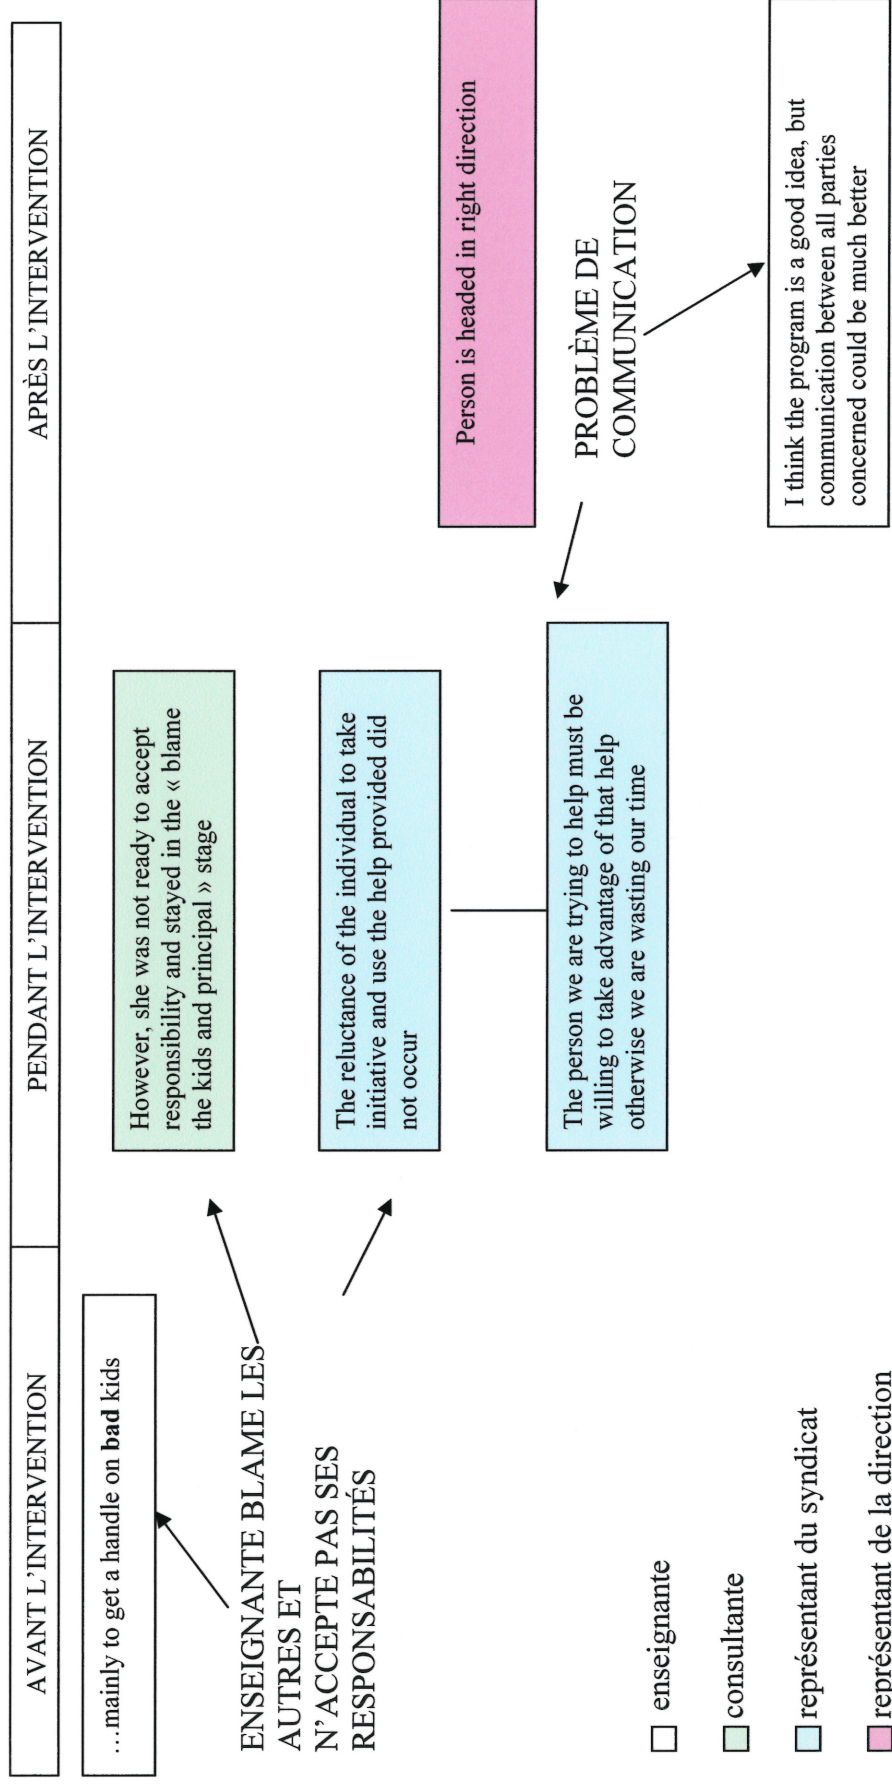 AVANT L'INTERVENTION
PENDANT L'INTERVENTION
APRÈS L'INTERVENTION
…mainly to get a handle on bad kids
ENSEIGNANTE BLAME LES
AUTRES ET
N'ACCEPTE PAS SES
RESPONSABILITÉS
However, she was not ready to accept
responsibility and stayed in the « blame
the kids and principal » stage
The reluctance of the individual to take
initiative and use the help provided did
not occur
The person we are trying to help must be
willing to take advantage of that help
otherwise we are wasting our time
Person is headed in right direction
PROBLÈME DE
COMMUNICATION
I think the program is a good idea, but
communication between all parties
concerned could be much better
enseignante
consultante
représentant du syndicat
représentant de la direction